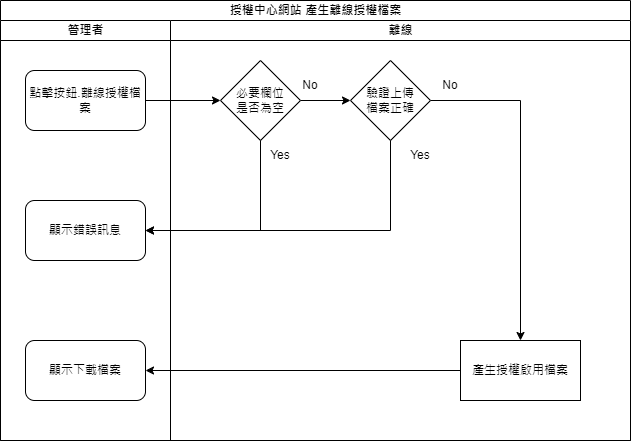 授權中心網站 產生離線授權檔案
管理者
離線
點擊按鈕.離線授權檔
案
必要欄位
是否為空
No
驗證上傳
檔案正確
No
Yes
Yes
顯示錯誤訊息
顯示下載檔案
產生授權啟用檔案